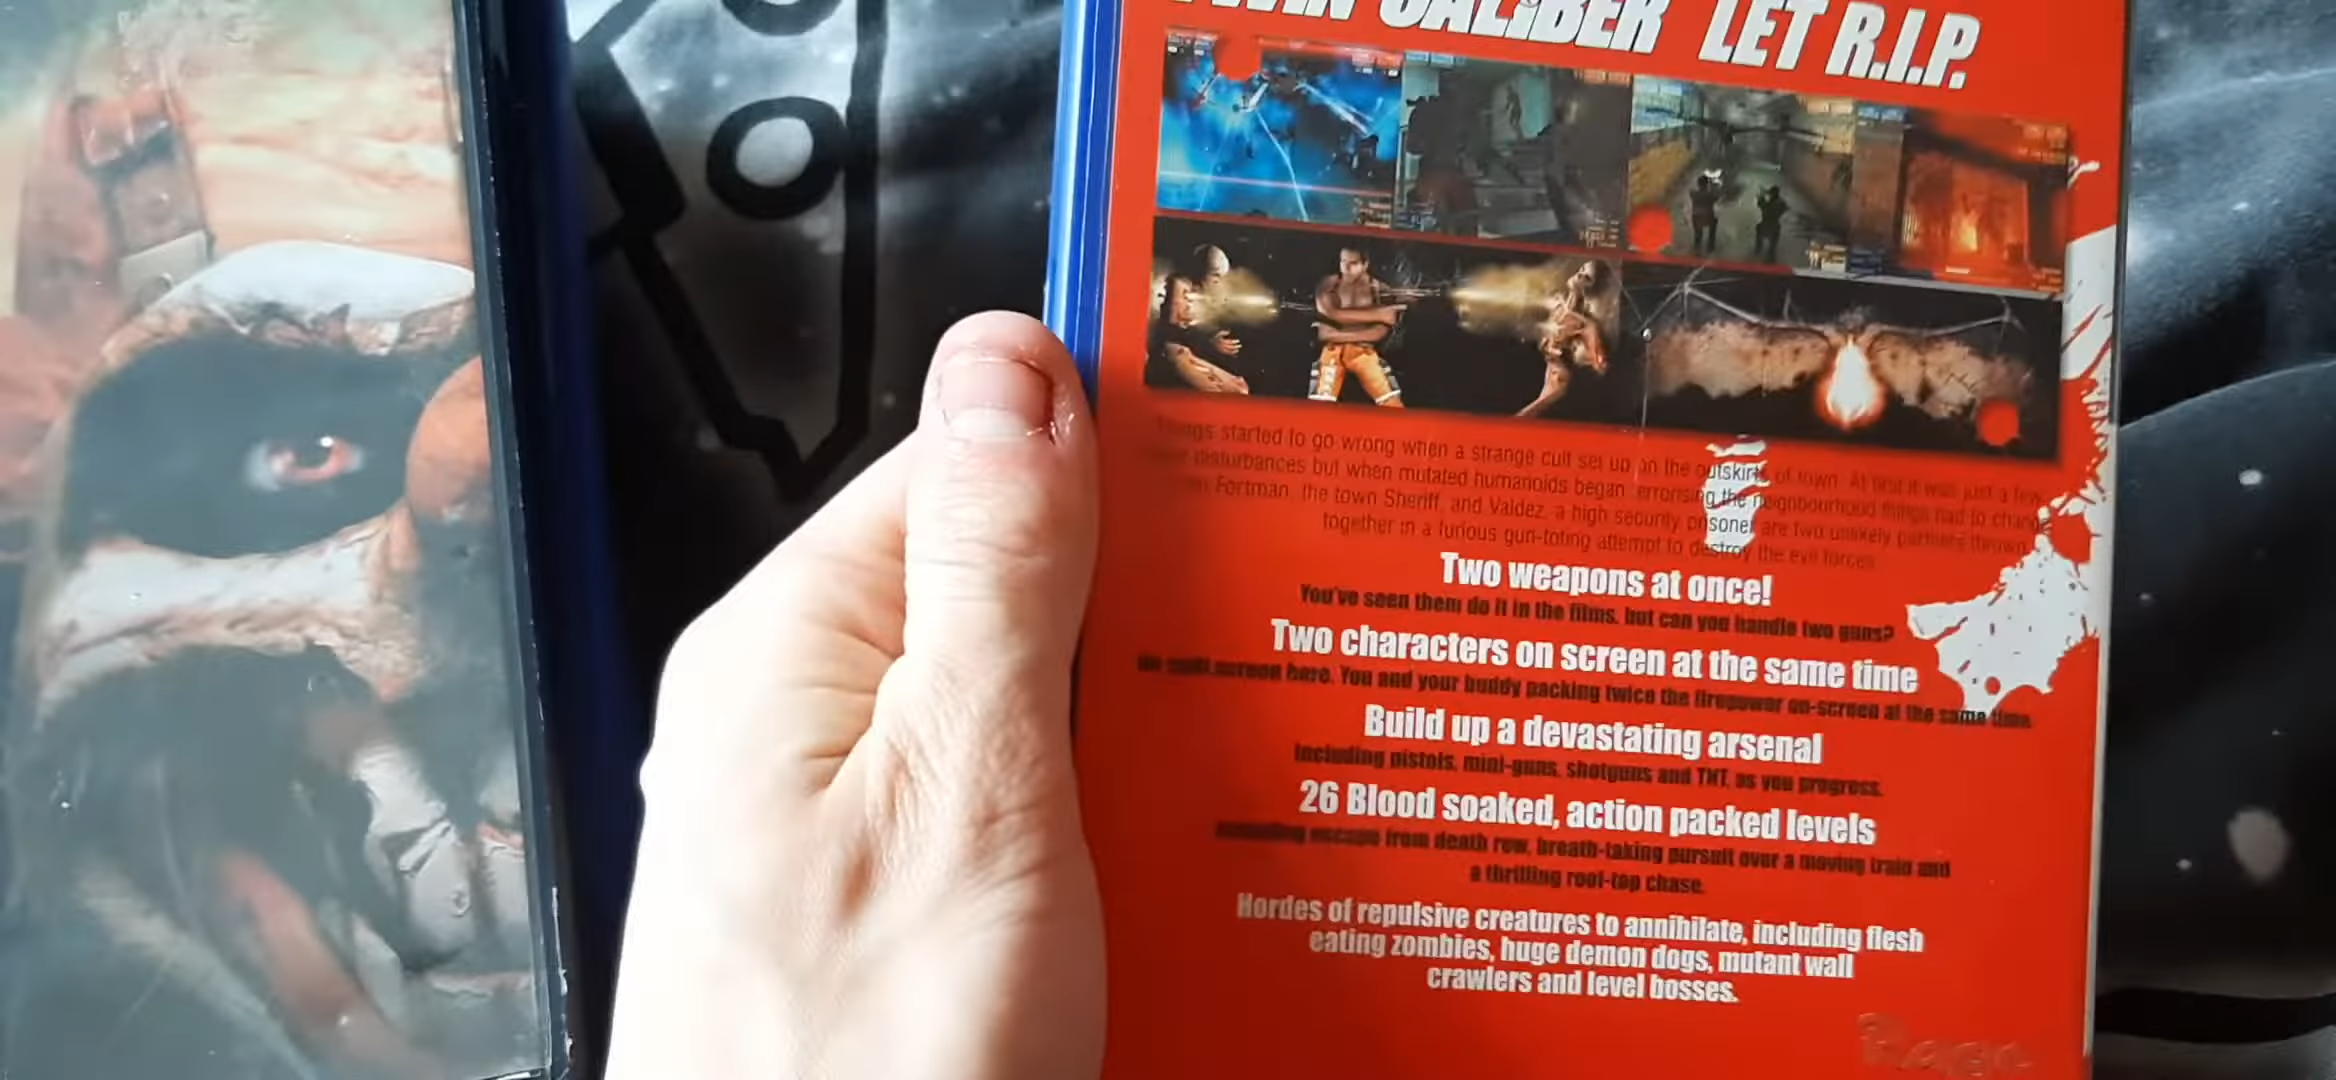 TWIN CALIBER LET R.I.P.
Things started to go wrong when a strange cult set up on the outskirts of town. At first it was just a few
disturbances but when mutated humanoids began terrorising the neighbourhood things had to change
Fortman, the town Sheriff, and Valdez, a high security prisoner are two unlikely partners thrown
together in a furious gun-toting attempt to destroy the evil forces
Two weapons at once!
You've seen them do it in the films, but can you handle two guns?
Two characters on screen at the same time
No split screen here. You and your buddy packing twice the firepower on-screen at the same time.
Build up a devastating arsenal
Including pistols, mini-guns, shotguns and TNT, as you progress.
26 Blood soaked, action packed levels
Including escape from death row, breath-taking pursuit over a moving train and
a thrilling roof-top chase.
Hordes of repulsive creatures to annihilate, including flesh
eating zombies, huge demon dogs, mutant wall
crawlers and level bosses.
Rage